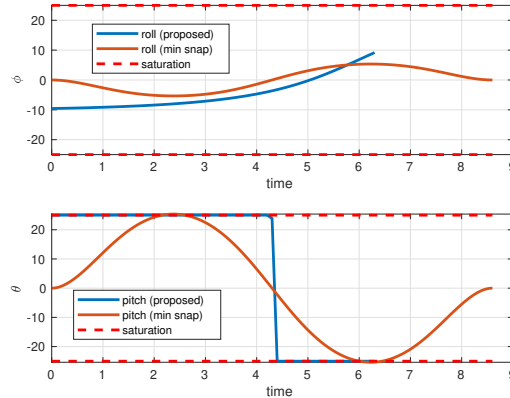 20
10
0
-10
-20
ϕ
roll (proposed)
roll (min snap)
saturation
0 1 2 3 4 5 6 7 8 9
time
20
10
0
-10
-20
θ
pitch (proposed)
pitch (min snap)
saturation
0 1 2 3 4 5 6 7 8 9
time